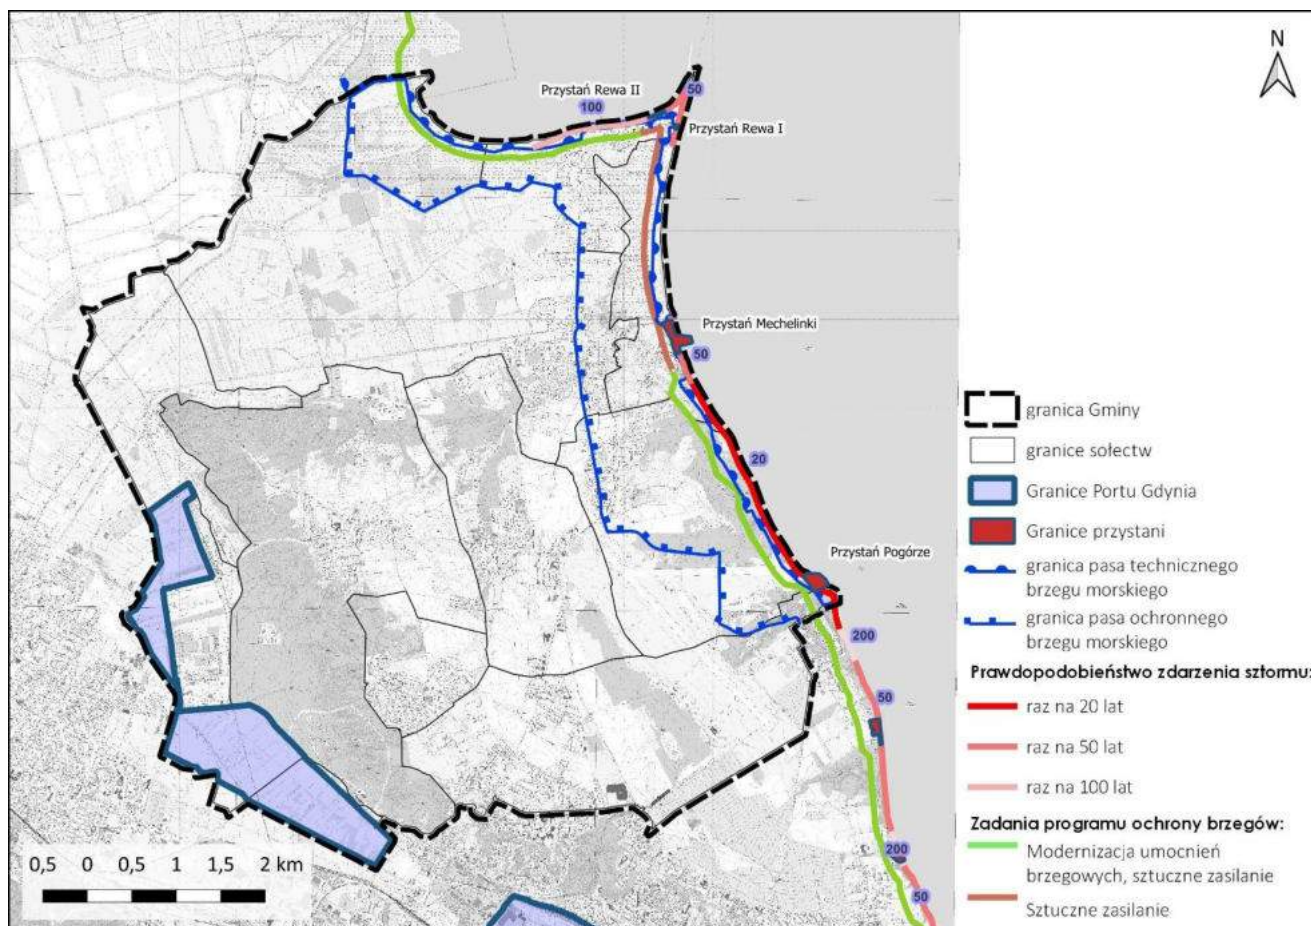 N
50
Przystań Rewa II
100
Przystań Rewa I
Przystań Mechelinki
50
20
Przystań Pogórze
200
50
200
50
0,5 0 0,5 1 1,5 2 km
granica Gminy
granice sołectw
Granice Portu Gdynia
Granice przystani
granica pasa technicznego
brzegu morskiego
granica pasa ochronnego
brzegu morskiego
Prawdopodobieństwo zdarzenia sztormu:
raz na 20 lat
raz na 50 lat
raz na 100 lat
Zadania programu ochrony brzegów:
Modernizacja umocnień
brzegowych, sztuczne zasilanie
Sztuczne zasilanie